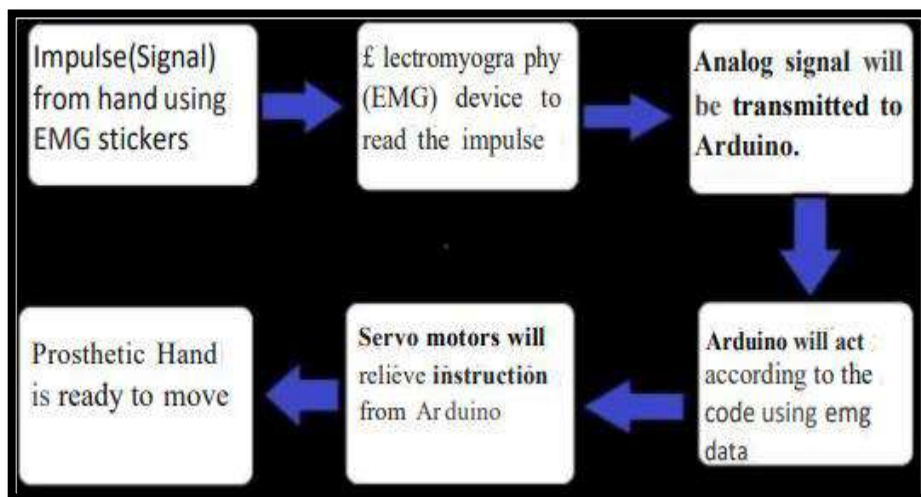 Impulse(Signal)
from hand using
EMG stickers
£ lectromyogra phy
(EMG) device to
read the impulse
Analog signal will
be transmitted to
Arduino.
Arduino will act
according to the
code using emg
data
Servo motors will
relieve instruction
from Ar duino
Prosthetic Hand
is ready to move